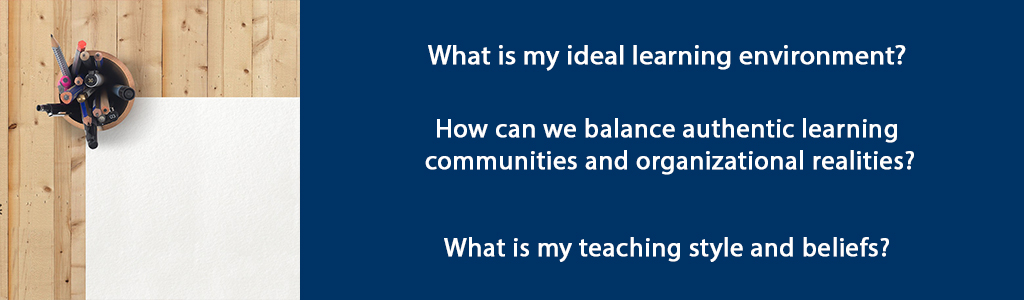 What is my ideal learning environment?
How can we balance authentic learning
communities and organizational realities?
What is my teaching style and beliefs?